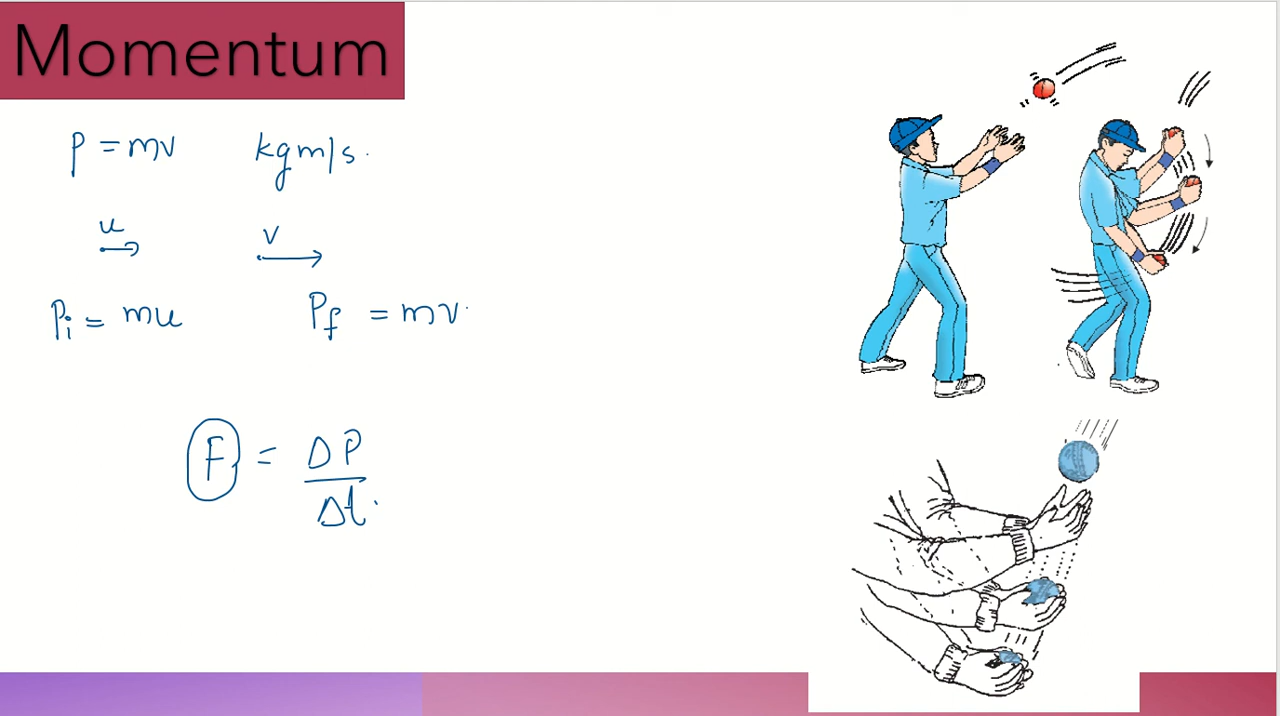 Momentum
P = mv kgm/s.
u v
Pi = mu Pf = mv.
F = ΔP/Δt.